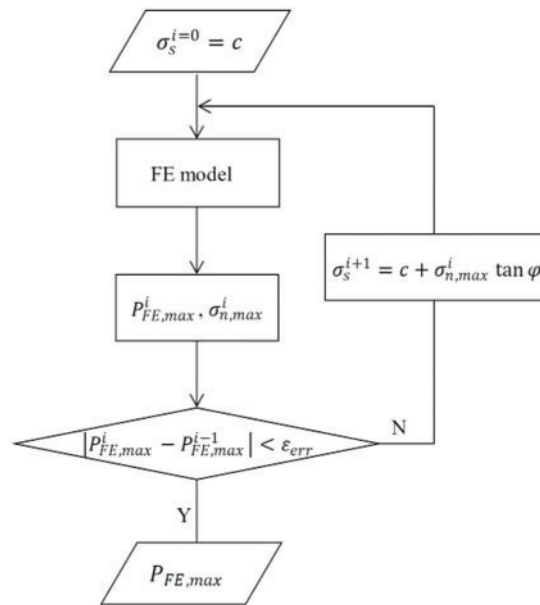 σ_s^{i=0} = c
FE model
σ_s^{i+1} = c + σ_{n,max}^{i} tan φ
P_{FE,max}^{i}, σ_{n,max}^{i}
|P_{FE,max}^{i} − P_{FE,max}^{i−1}| < ε_{err}
N
Y
P_{FE,max}